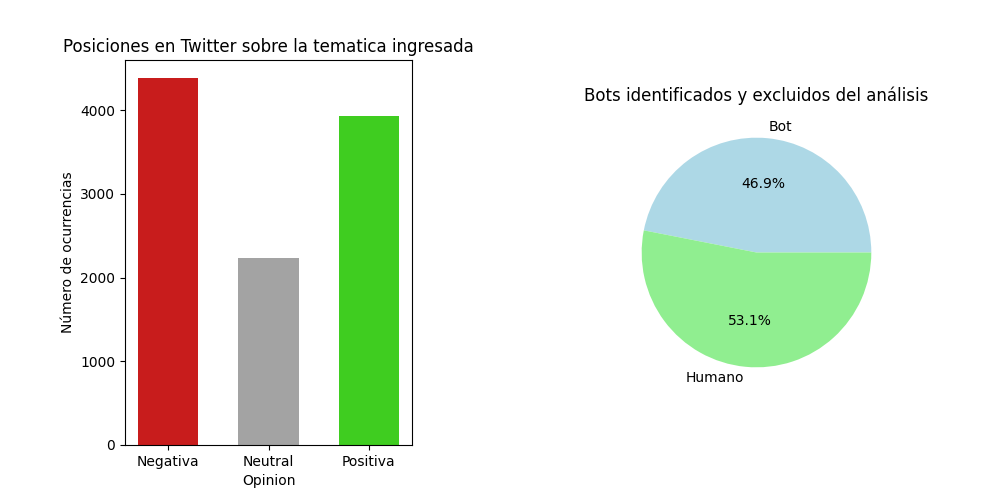 Posiciones en Twitter sobre la tematica ingresada
Número de ocurrencias
4000
3000
2000
1000
0
Negativa
Neutral
Positiva
Opinion
Bots identificados y excluidos del análisis
Bot
46.9%
53.1%
Humano